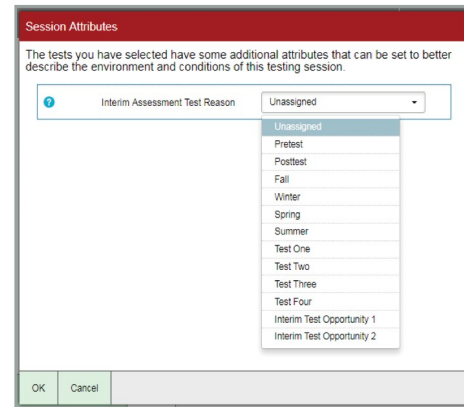 Session Attributes
The tests you have selected have some additional attributes that can be set to better
describe the environment and conditions of this testing session.
? Interim Assessment Test Reason Unassigned
Unassigned
Pretest
Posttest
Fall
Winter
Spring
Summer
Test One
Test Two
Test Three
Test Four
Interim Test Opportunity 1
Interim Test Opportunity 2
OK Cancel